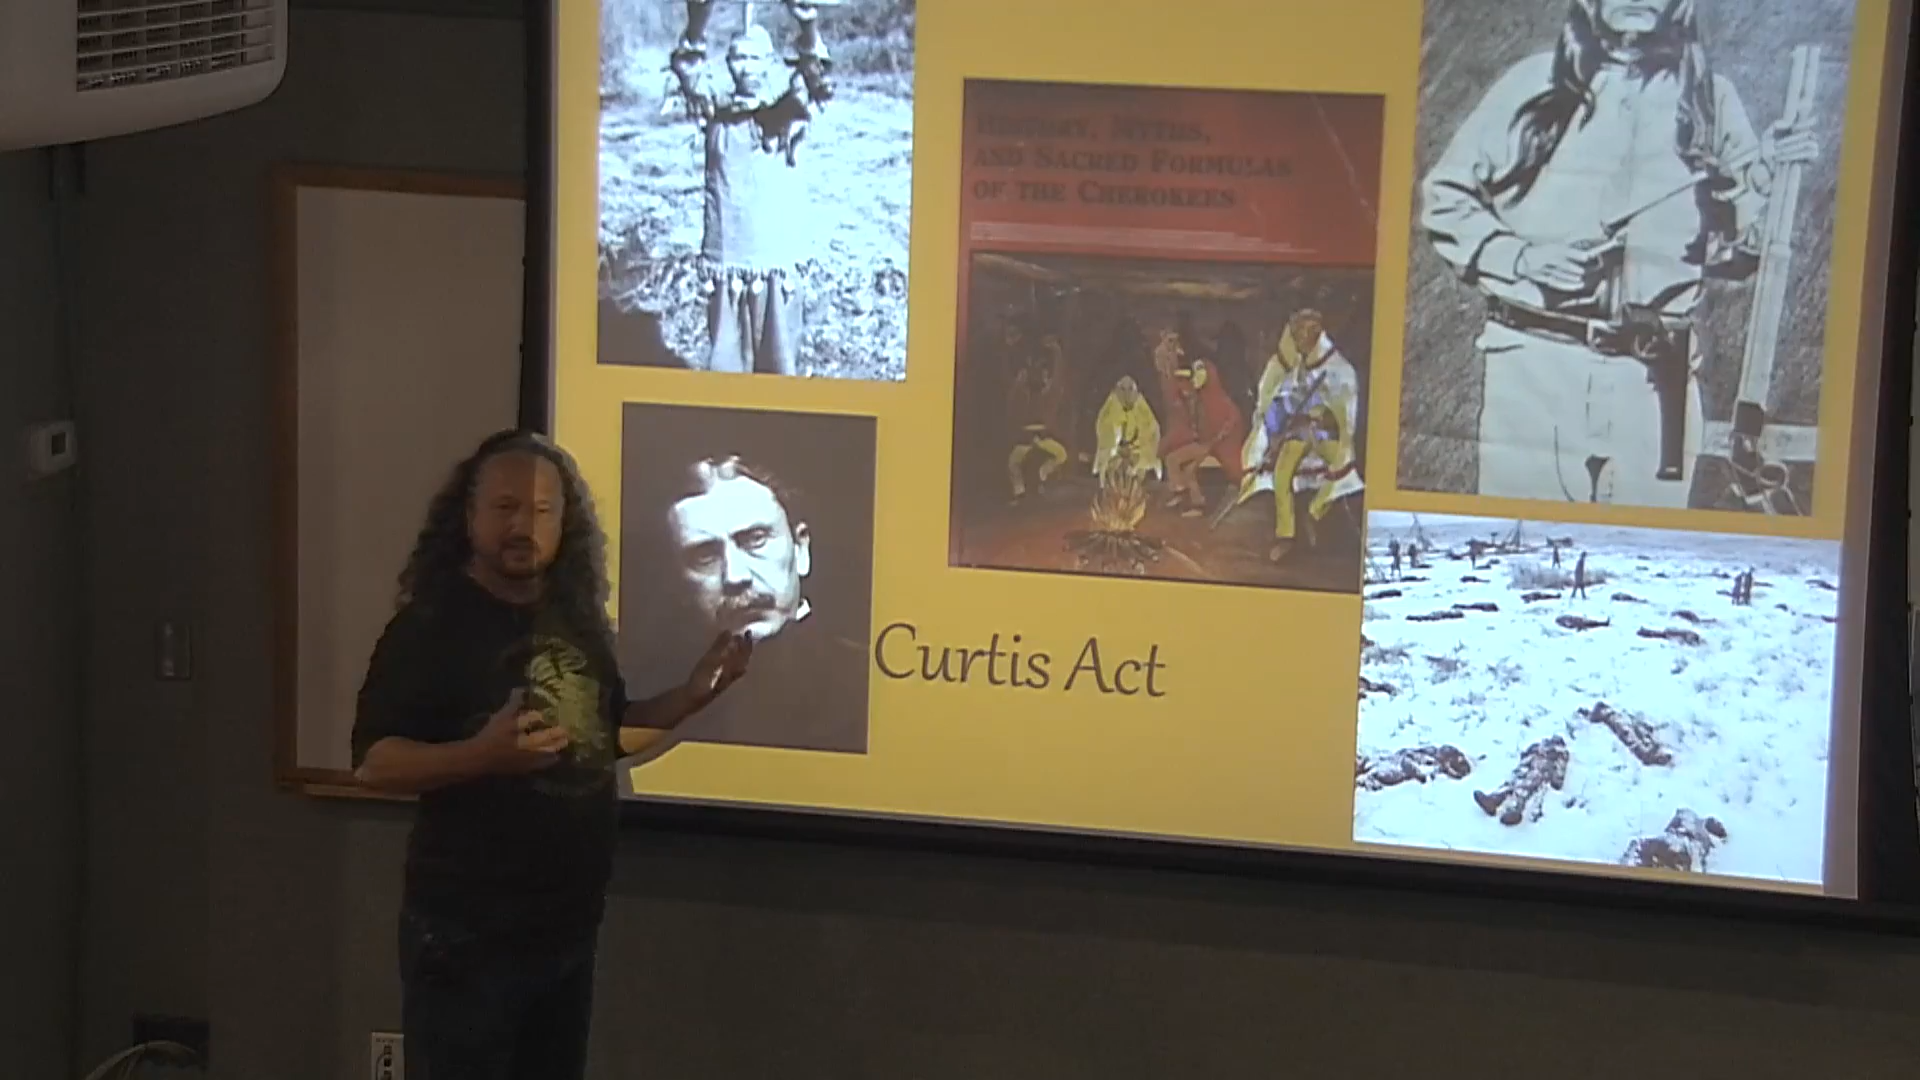 HISTORY, MYTHS,
AND SACRED FORMULAS
OF THE CHEROKEES
Curtis Act